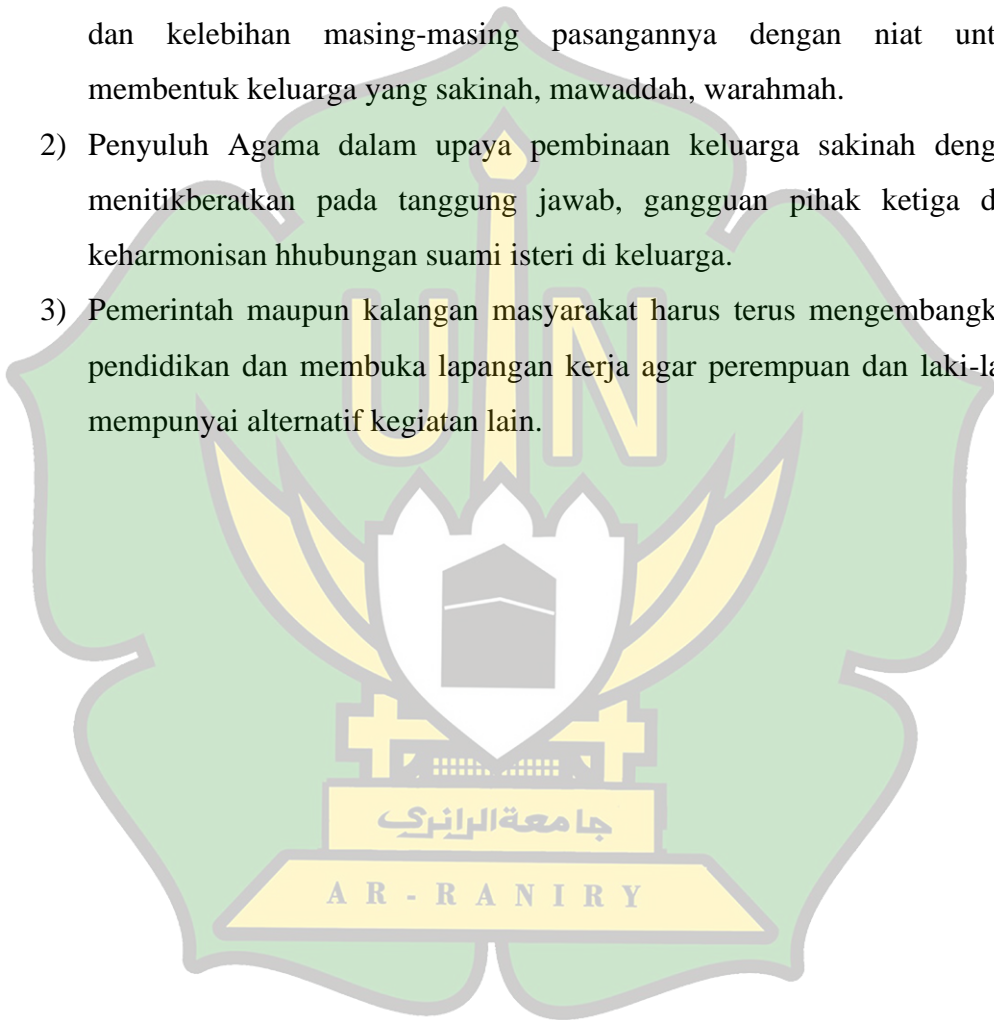 dan kelebihan masing-masing pasangannya dengan niat unt
membentuk keluarga yang sakinah, mawaddah, warahmah.
2) Penyuluh Agama dalam upaya pembinaan keluarga sakinah deng
menitikberatkan pada tanggung jawab, gangguan pihak ketiga d
keharmonisan hhubungan suami isteri di keluarga.
3) Pemerintah maupun kalangan masyarakat harus terus mengembangk
pendidikan dan membuka lapangan kerja agar perempuan dan laki-la
mempunyai alternatif kegiatan lain.
UIN
جامعةالرانري
AR-RANIRY